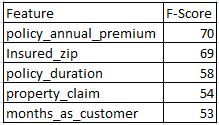 Feature F-Score
policy_annual_premium 70
Insured_zip 69
policy_duration 58
property_claim 54
months_as_customer 53